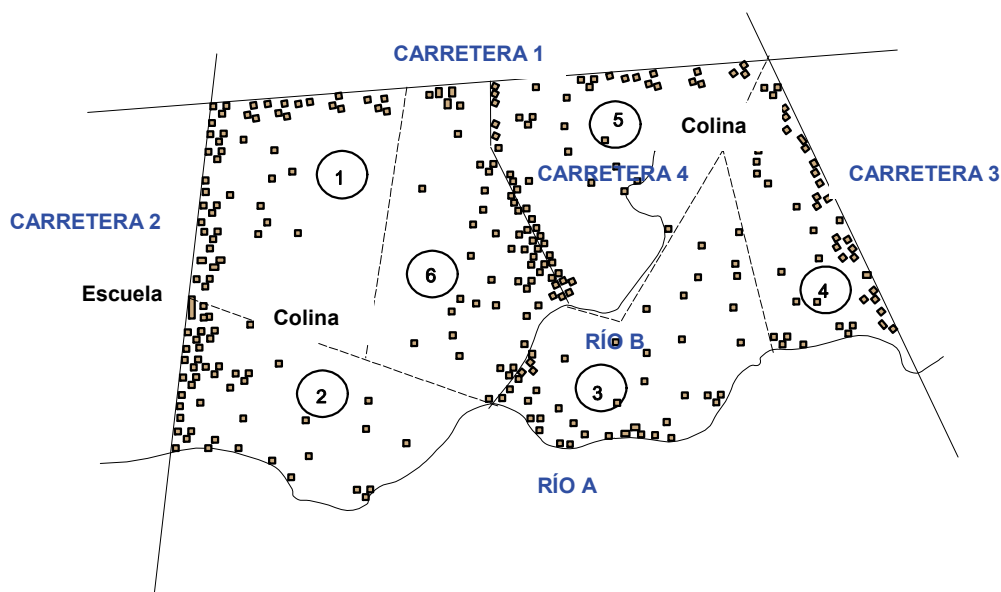 CARRETERA 1
5
Colina
1
CARRETERA 4
CARRETERA 3
CARRETERA 2
6
Escuela
4
Colina
RÍO B
2
3
RÍO A